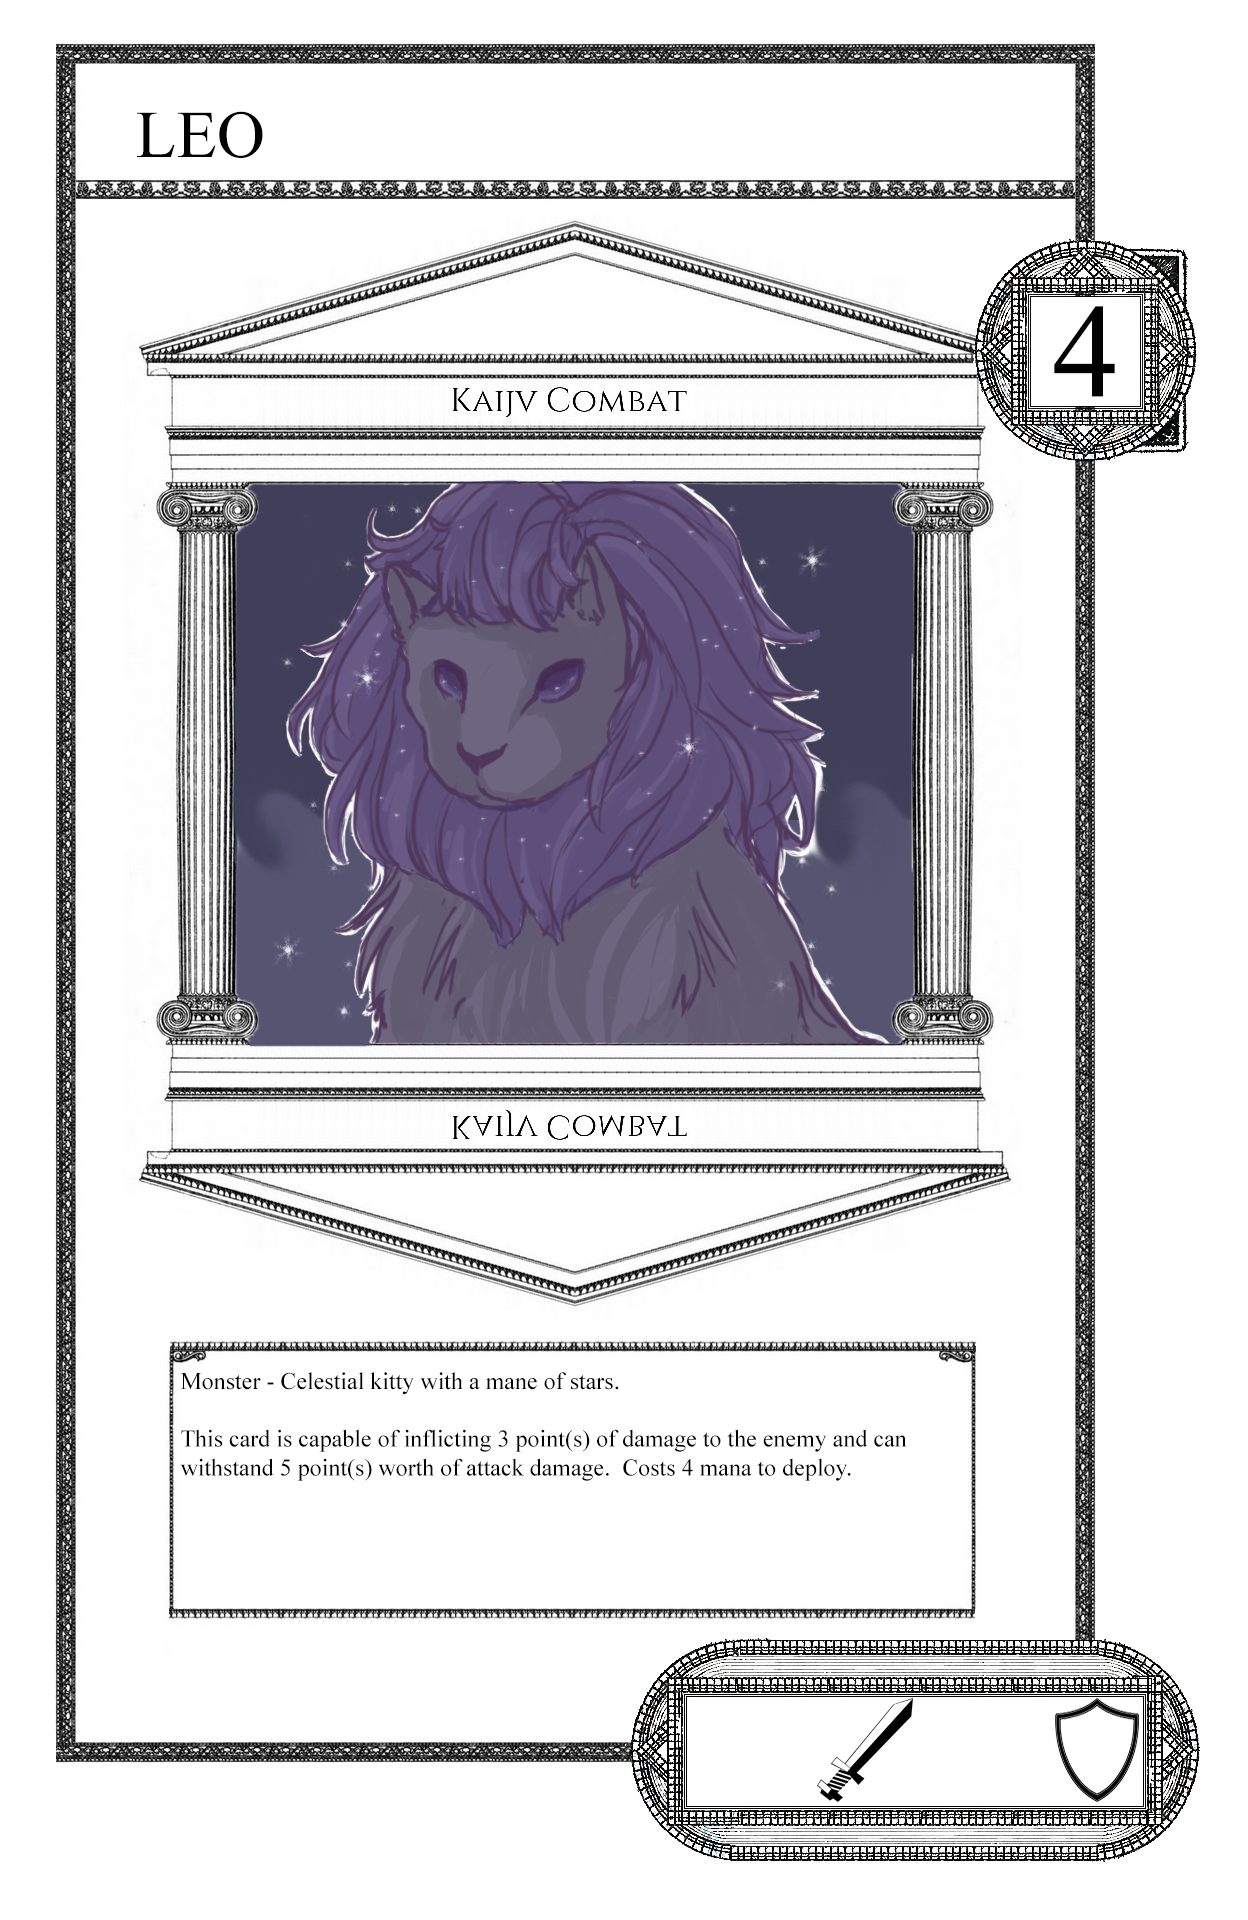 LEO
4
KAIJV COMBAT
KAIJV COMBAT
Monster - Celestial kitty with a mane of stars.
This card is capable of inflicting 3 point(s) of damage to the enemy and can
withstand 5 point(s) worth of attack damage.  Costs 4 mana to deploy.